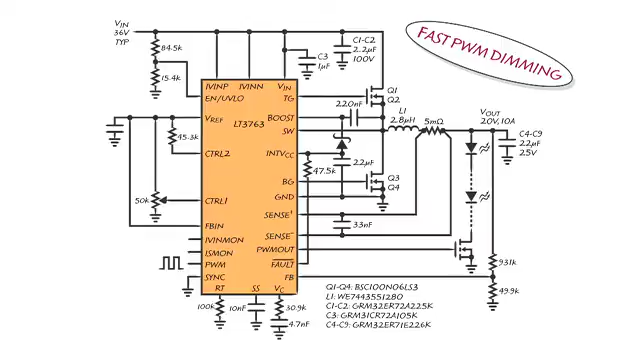 VIN
36V
TYP
84.5k
15.4k
C3
1µF
C1-C2
2.2µF
100V
FAST PWM DIMMING
IVINP
IVINN
VIN
EN/UVLO
TG
Q1
Q2
220nF
VREF
BOOST
L1
2.8µH
5mΩ
VOUT
20V, 10A
LT3763
SW
C4-C9
22µF
25V
45.3k
CTRL2
INTVCC
22µF
47.5k
BG
Q3
Q4
50k
CTRL1
GND
SENSE+
33nF
FBIN
SENSE-
IVINMON
PWMOUT
ISMON
PWM
FAULT
931k
SYNC
FB
49.9k
RT
SS
VC
100k
10nF
30.9k
4.7nF
Q1-Q4: BSC100N06LS3
L1: WE7443551280
C1-C2: GRM32ER72A225K
C3: GRM31CR72A105K
C4-C9: GRM32ER71E226K